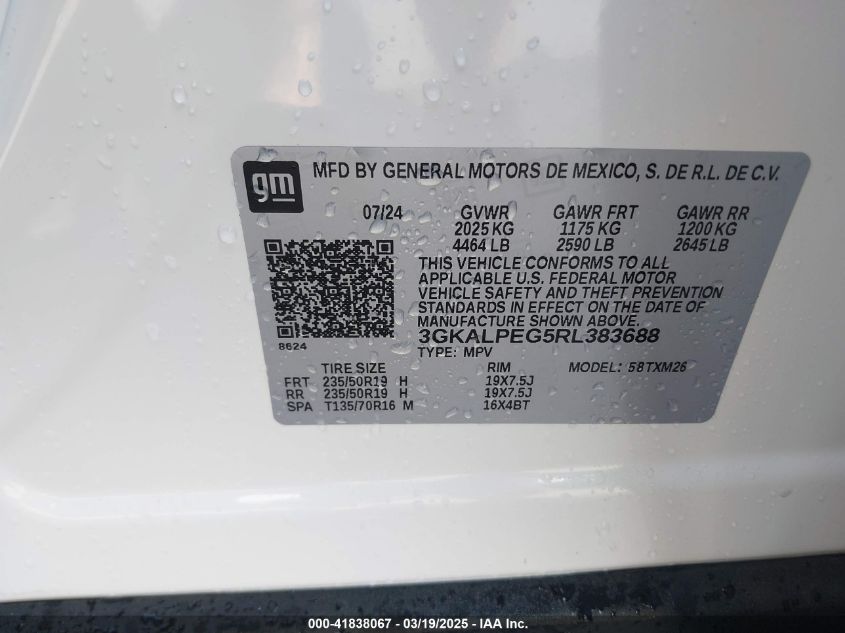 gm MFD BY GENERAL MOTORS DE MEXICO, S. DE R.L. DE C.V.
07/24 GVWR GAWR FRT GAWR RR
2025 KG 1175 KG 1200 KG
4464 LB 2590 LB 2645 LB
THIS VEHICLE CONFORMS TO ALL
APPLICABLE U.S. FEDERAL MOTOR
VEHICLE SAFETY AND THEFT PREVENTION
STANDARDS IN EFFECT ON THE DATE OF
MANUFACTURE SHOWN ABOVE.
8624 3GKALPEG5RL383688
TYPE: MPV MODEL: 58TXM26
TIRE SIZE RIM
FRT 235/50R19 H 19X7.5J
RR 235/50R19 H 19X7.5J
SPA T135/70R16 M 16X4BT
000-41838067 - 03/19/2025 - IAAI.COM